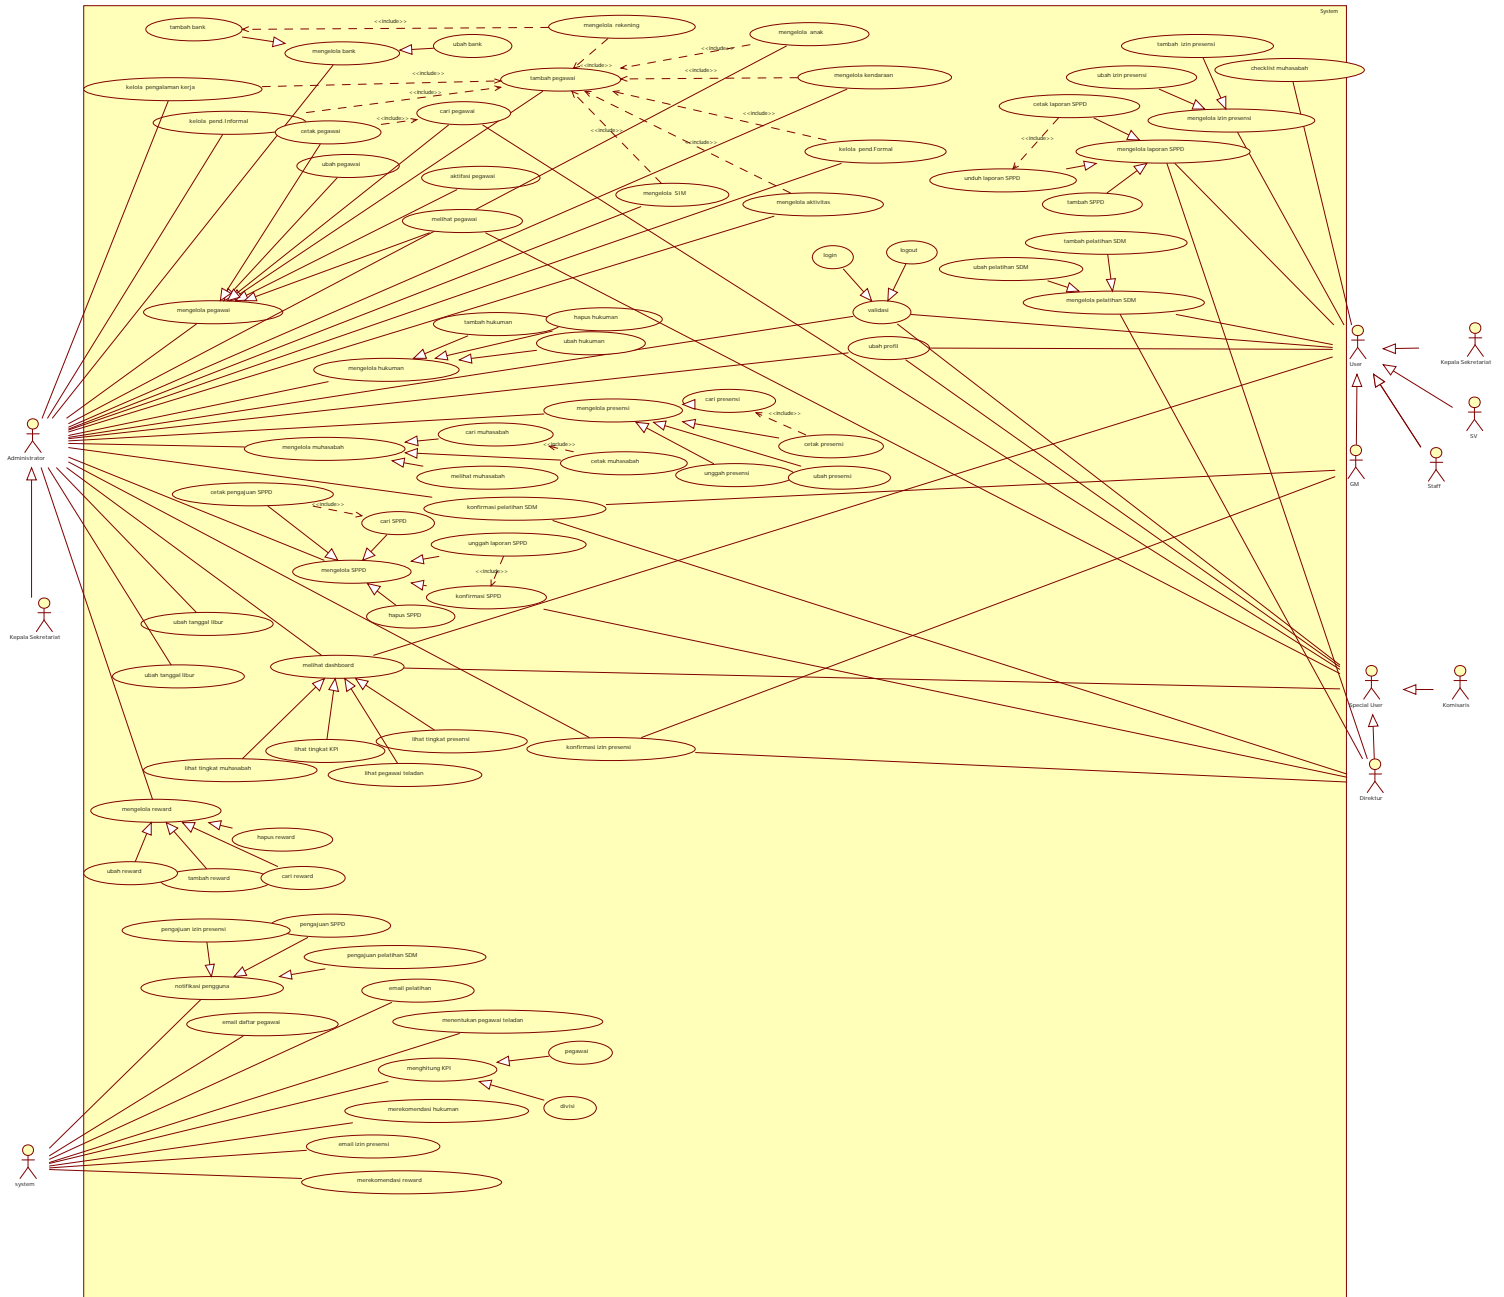 System
tambah bank
<<include>>
mengelola  rekening
mengelola  anak
tambah  izin presensi
mengelola bank
ubah bank
<<include>>
<<include>>
checklist muhasabah
kelola  pengalaman kerja
<<include>>
tambah pegawai
<<include>>
mengelola kendaraan
ubah izin presensi
<<include>>
cetak laporan SPPD
kelola  pend.Informal
cetak pegawai
<<include>>
cari pegawai
<<include>>
mengelola izin presensi
<<include>>
<<include>>
ubah pegawai
kelola  pend.Formal
mengelola laporan SPPD
aktifasi pegawai
unduh laporan SPPD
mengelola  SIM
mengelola aktivitas
tambah SPPD
melihat pegawai
login
logout
tambah pelatihan SDM
ubah pelatihan SDM
mengelola pelatihan SDM
mengelola pegawai
validasi
tambah hukuman
hapus hukuman
ubah hukuman
ubah profil
mengelola hukuman
User
Kepala Sekretariat
mengelola presensi
cari presensi
<<include>>
SV
cari muhasabah
mengelola muhasabah
<<include>>
cetak presensi
Administrator
cetak muhasabah
melihat muhasabah
unggah presensi
ubah presensi
GM
Staff
cetak pengajuan SPPD
<<include>>
konfirmasi pelatihan SDM
cari SPPD
unggah laporan SPPD
mengelola SPPD
<<include>>
konfirmasi SPPD
hapus SPPD
ubah tanggal libur
Kepala Sekretariat
melihat dashboard
ubah tanggal libur
Special User
Komisaris
lihat tingkat presensi
lihat tingkat KPI
konfirmasi izin presensi
lihat tingkat muhasabah
lihat pegawai teladan
Direktur
mengelola reward
hapus reward
ubah reward
tambah reward
cari reward
pengajuan izin presensi
pengajuan SPPD
pengajuan pelatihan SDM
notifikasi pengguna
email pelatihan
email daftar pegawai
menentukan pegawai teladan
pegawai
menghitung KPI
divisi
merekomendasi hukuman
email izin presensi
merekomendasi reward
system